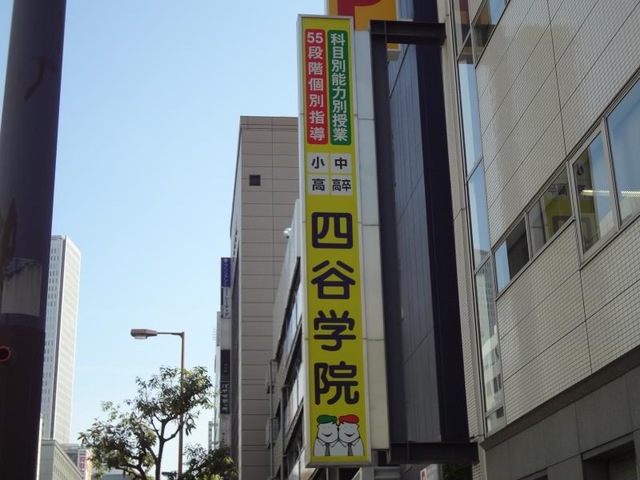 P
科目別能力別授業
55段階個別指導
小中
高高卒
四谷学院